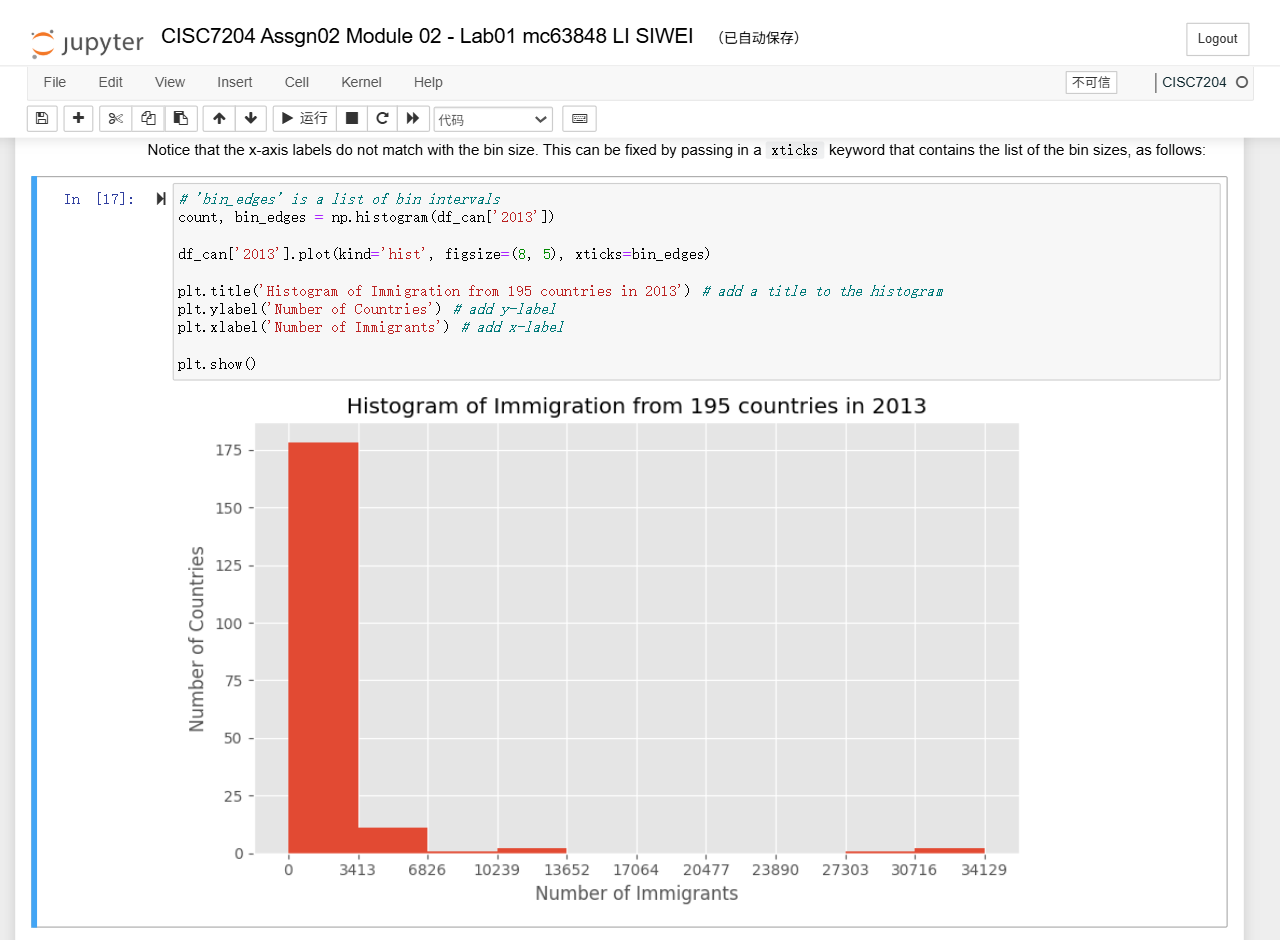 jupyter CISC7204 Assgn02 Module 02 - Lab01 mc63848 LI SIWEI （已自动保存） Logout
File Edit View Insert Cell Kernel Help 不可信 CISC7204
运行 代码
Notice that the x-axis labels do not match with the bin size. This can be fixed by passing in a xticks keyword that contains the list of the bin sizes, as follows:
In [17]:
# 'bin_edges' is a list of bin intervals
count, bin_edges = np.histogram(df_can['2013'])
df_can['2013'].plot(kind='hist', figsize=(8, 5), xticks=bin_edges)
plt.title('Histogram of Immigration from 195 countries in 2013') # add a title to the histogram
plt.ylabel('Number of Countries') # add y-label
plt.xlabel('Number of Immigrants') # add x-label
plt.show()
Histogram of Immigration from 195 countries in 2013
Number of Countries
175
150
125
100
75
50
25
0
0 3413 6826 10239 13652 17064 20477 23890 27303 30716 34129
Number of Immigrants